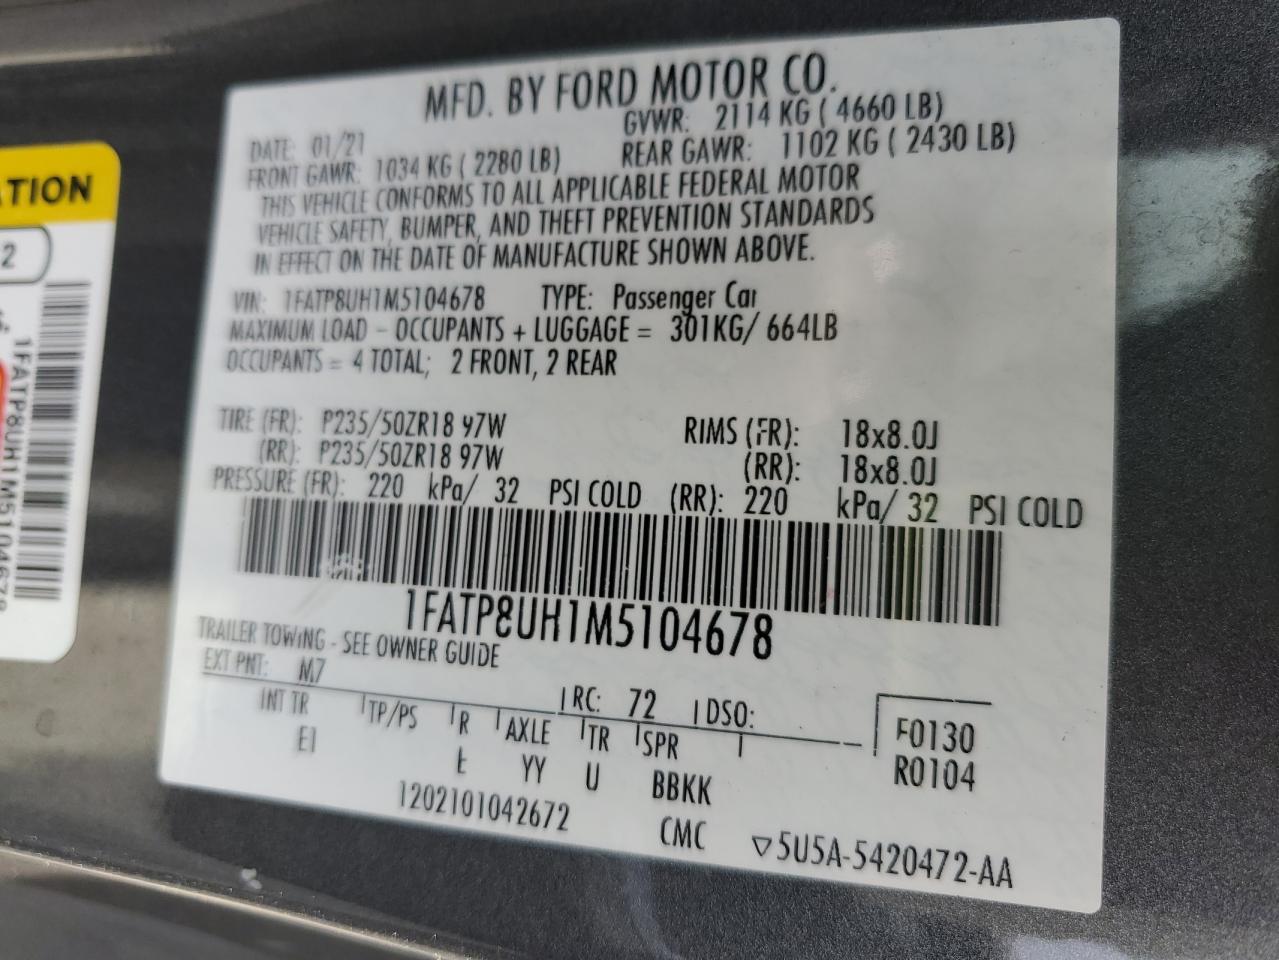 MFD. BY FORD MOTOR CO.
DATE: 01/21 GVWR: 2114 KG ( 4660 LB)
FRONT GAWR: 1034 KG ( 2280 LB) REAR GAWR: 1102 KG ( 2430 LB)
THIS VEHICLE CONFORMS TO ALL APPLICABLE FEDERAL MOTOR
VEHICLE SAFETY, BUMPER, AND THEFT PREVENTION STANDARDS
IN EFFECT ON THE DATE OF MANUFACTURE SHOWN ABOVE.
VIN: 1FATP8UH1M5104678 TYPE: Passenger Car
MAXIMUM LOAD - OCCUPANTS + LUGGAGE = 301KG/ 664LB
OCCUPANTS = 4 TOTAL; 2 FRONT, 2 REAR
TIRE (FR): P235/50ZR18 97W RIMS (FR): 18x8.0J
(RR): P235/50ZR18 97W (RR): 18x8.0J
PRESSURE (FR): 220 kPa/ 32 PSI COLD (RR): 220 kPa/ 32 PSI COLD
1FATP8UH1M5104678
TRAILER TOWING - SEE OWNER GUIDE
EXT PNT: M7 RC: 72 DSO:
INT TR TP/PS R AXLE TR SPR F0130
EI E YY U BBKK R0104
1202101042672 CMC ▽5U5A-5420472-AA
ATION
2
1FATP8UH1M5104678